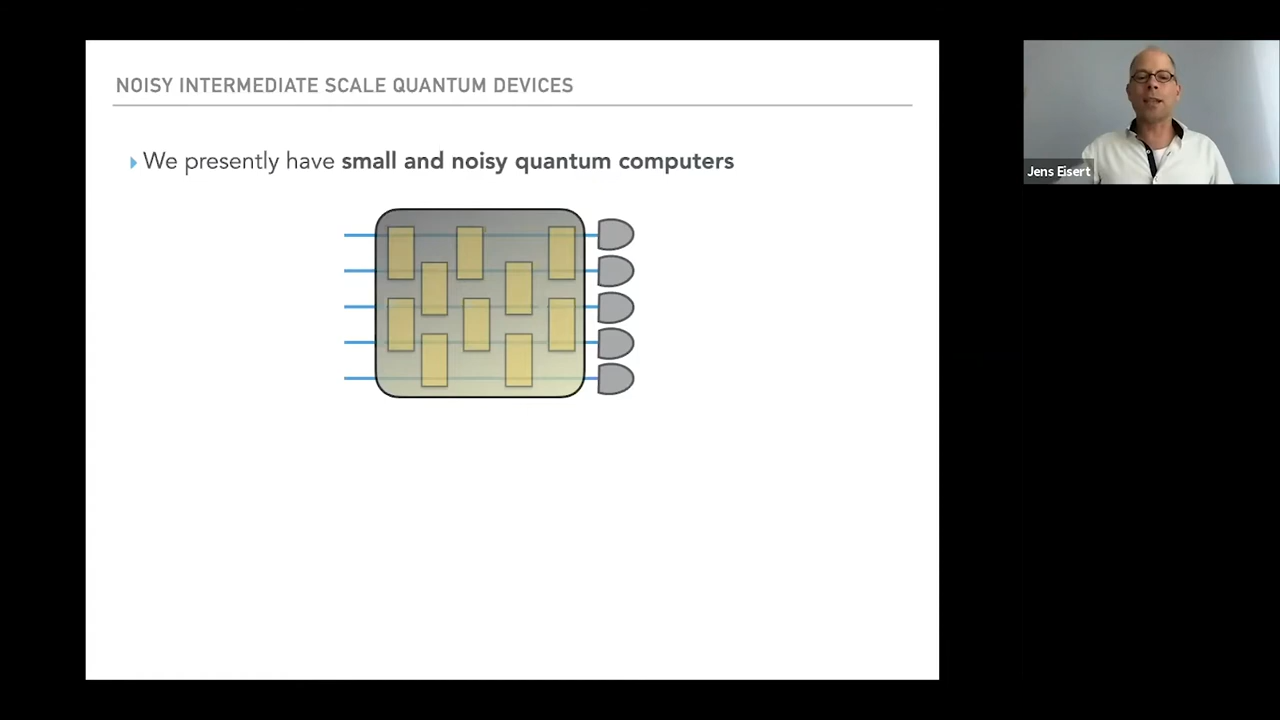 NOISY INTERMEDIATE SCALE QUANTUM DEVICES
We presently have small and noisy quantum computers
Jens Eisert